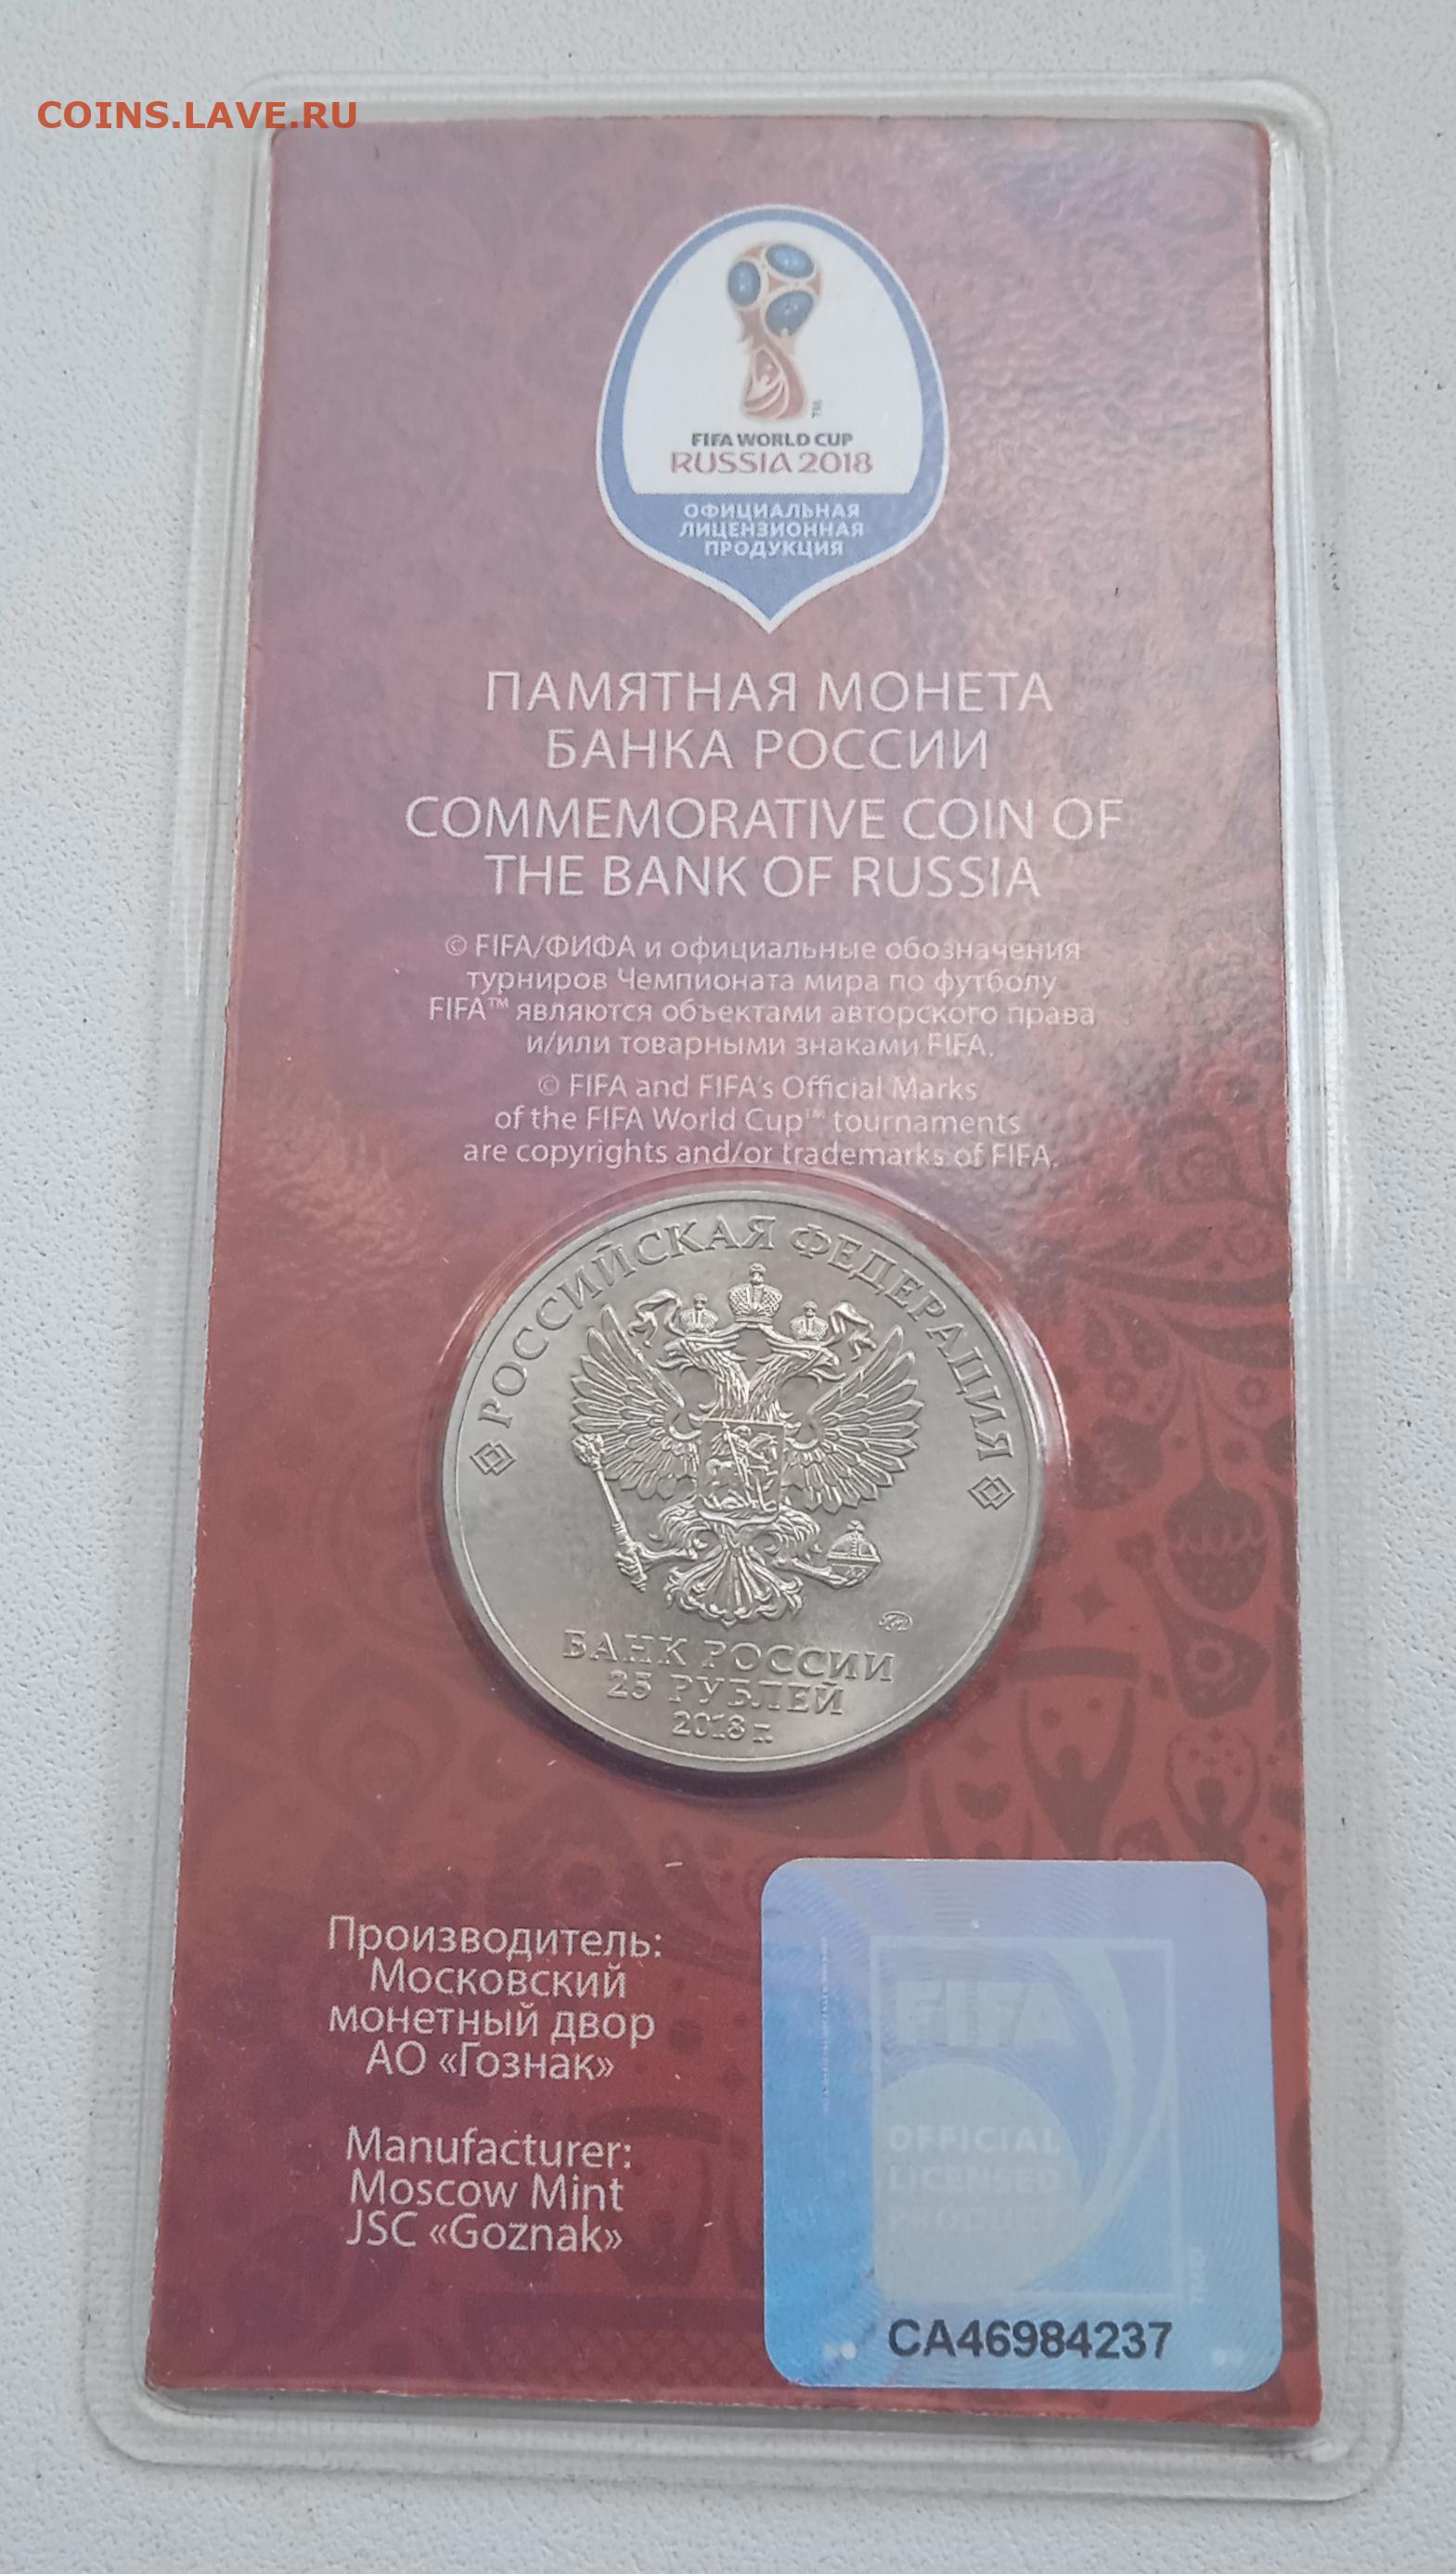 COINS.LAVE.RU
TM
FIFA WORLD CUP
RUSSIA 2018
ОФИЦИАЛЬНАЯ
ЛИЦЕНЗИОННАЯ
ПРОДУКЦИЯ
ПАМЯТНАЯ МОНЕТА
БАНКА РОССИИ
COMMEMORATIVE COIN OF
THE BANK OF RUSSIA
© FIFA/ФИФА и официальные обозначения
турниров Чемпионата мира по футболу
FIFA™ являются объектами авторского права
и/или товарными знаками FIFA.
© FIFA and FIFA's Official Marks
of the FIFA World Cup™ tournaments
are copyrights and/or trademarks of FIFA.
РОССИЙСКАЯ ФЕДЕРАЦИЯ
БАНК РОССИИ
25 РУБЛЕЙ
2018 г.
Производитель:
Московский
монетный двор
АО «Гознак»
Manufacturer:
Moscow Mint
JSC «Goznak»
FIFA
OFFICIAL
CA46984237